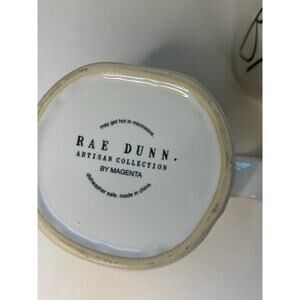 may get hot in microwave.
RAE DUNN.
ARTISAN COLLECTION
BY MAGENTA
dishwasher safe. made in china.